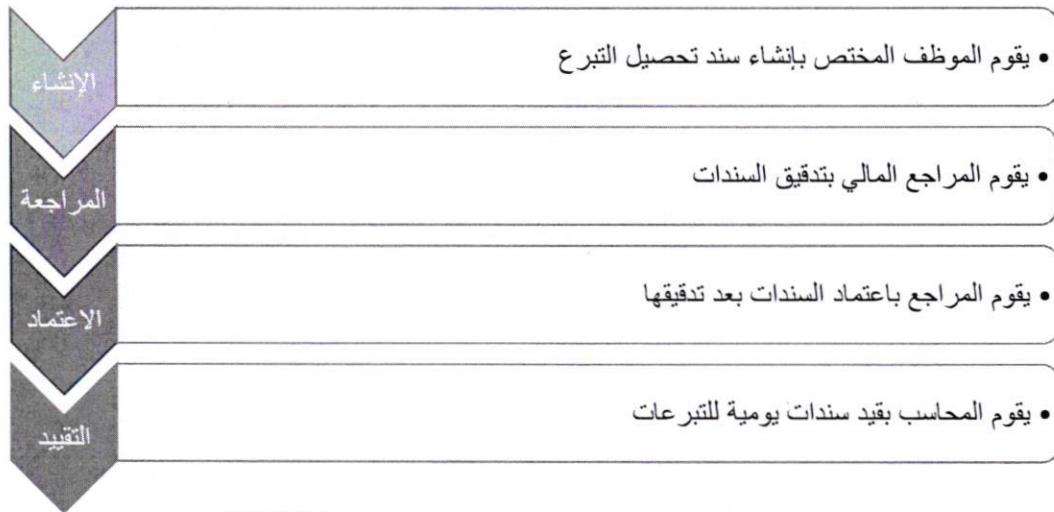 الإنشاء
• يقوم الموظف المختص بإنشاء سند تحصيل التبرع
المراجعة
• يقوم المراجع المالي بتدقيق السندات
الاعتماد
• يقوم المراجع باعتماد السندات بعد تدقيقها
التقييد
• يقوم المحاسب بقيد سندات يومية للتبرعات